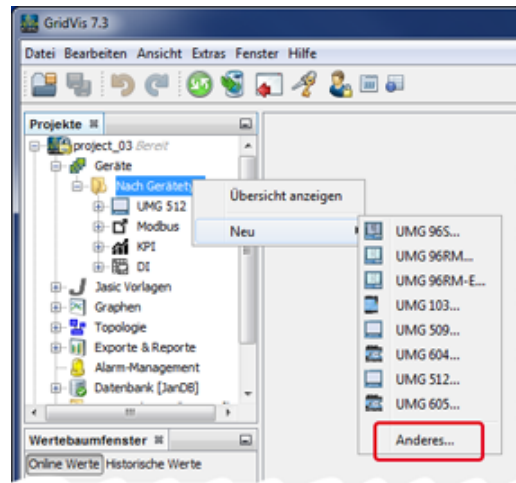 GridVis 7.3
Datei Bearbeiten Ansicht Extras Fenster Hilfe
Projekte
project_03 Bereit
Geräte
Nach Gerätety
UMG 512
Modbus
KPI
DI
Jasic Vorlagen
Graphen
Topologie
Exporte & Reporte
Alarm-Management
Datenbank [JanDB]
Übersicht anzeigen
Neu
UMG 96S...
UMG 96RM...
UMG 96RM-E...
UMG 103...
UMG 509...
UMG 604...
UMG 512...
UMG 605...
Anderes...
Wertebaumfenster
Online Werte Historische Werte